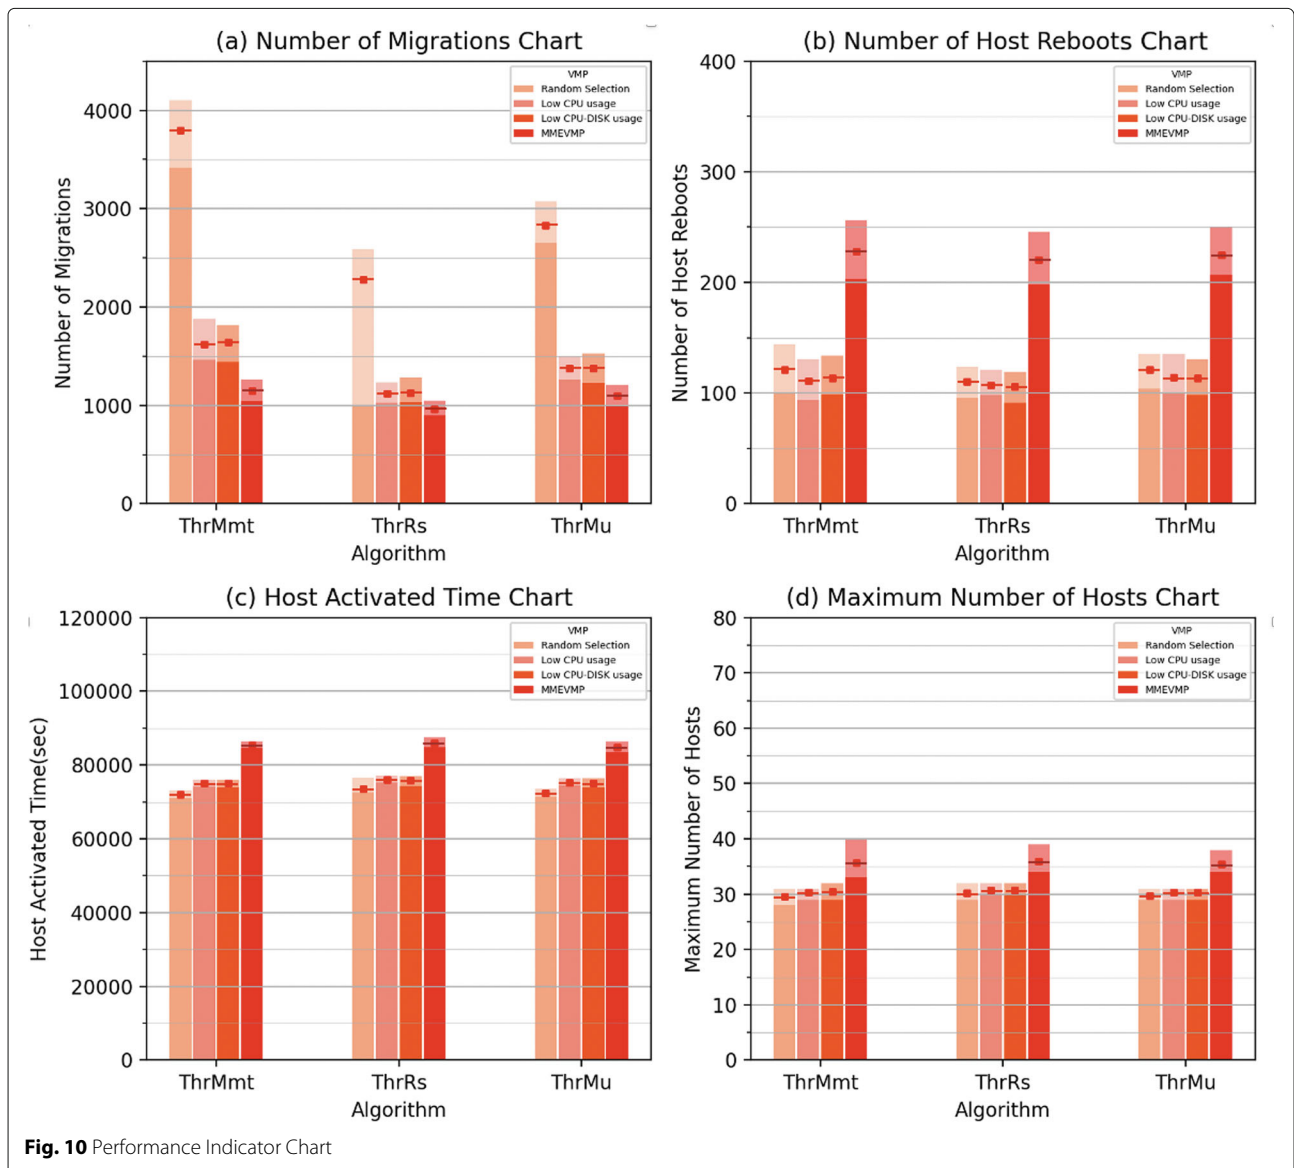 (a) Number of Migrations Chart
Number of Migrations
4000
3000
2000
1000
0
VMP
Random Selection
Low CPU usage
Low CPU-DISK usage
MMEVMP
ThrMmt ThrRs ThrMu
Algorithm
(b) Number of Host Reboots Chart
Number of Host Reboots
400
300
200
100
0
VMP
Random Selection
Low CPU usage
Low CPU-DISK usage
MMEVMP
ThrMmt ThrRs ThrMu
Algorithm
(c) Host Activated Time Chart
Host Activated Time(sec)
120000
100000
80000
60000
40000
20000
0
VMP
Random Selection
Low CPU usage
Low CPU-DISK usage
MMEVMP
ThrMmt ThrRs ThrMu
Algorithm
(d) Maximum Number of Hosts Chart
Maximum Number of Hosts
80
70
60
50
40
30
20
10
0
VMP
Random Selection
Low CPU usage
Low CPU-DISK usage
MMEVMP
ThrMmt ThrRs ThrMu
Algorithm
Fig. 10 Performance Indicator Chart